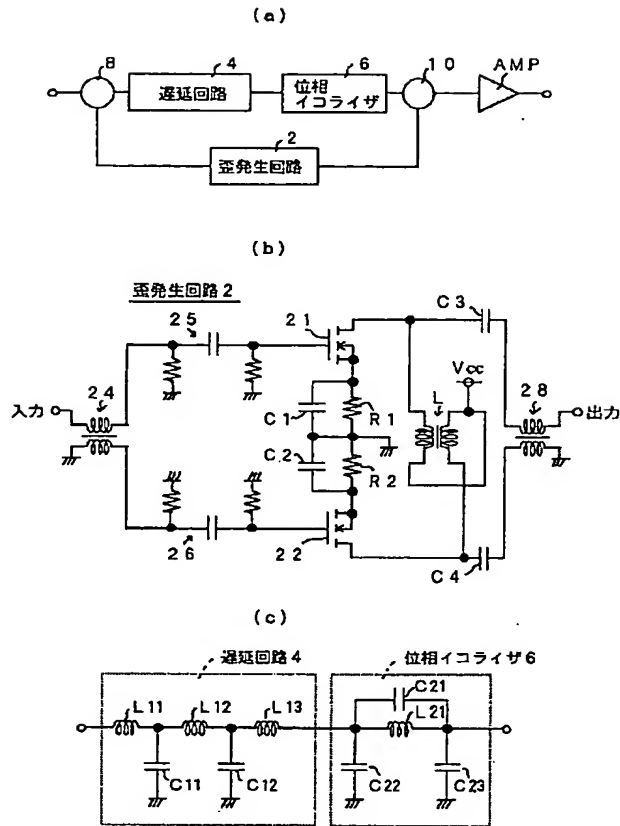 (a)
8
4
6
10
AMP
遅延回路
位相
イコライザ
2
歪発生回路
(b)
歪発生回路2
25
21
C3
24
Vcc
28
入力
C1
R1
L
出力
C2
R2
26
22
C4
(c)
遅延回路4
位相イコライザ6
C21
L11
L12
L13
L21
C11
C12
C22
C23